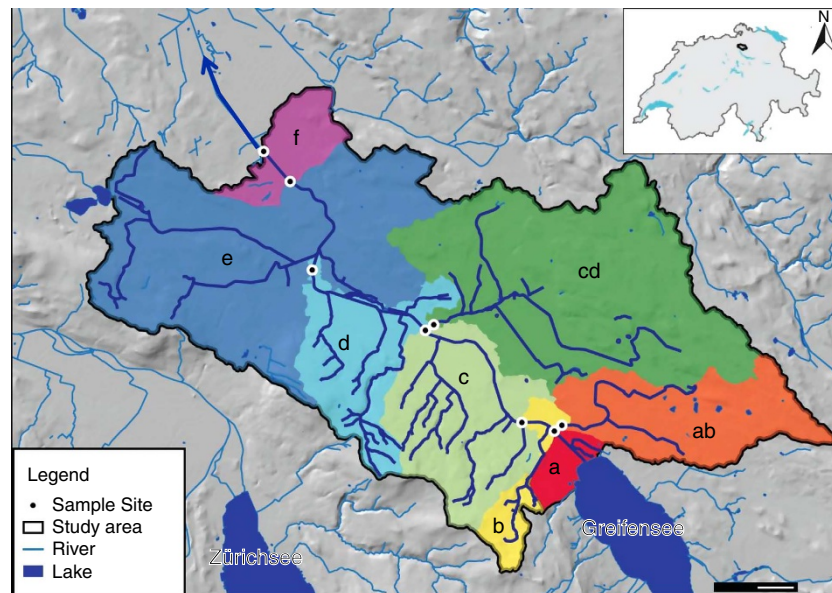 N
f
e
cd
d
c
ab
a
b
Greifensee
Zürichsee
Legend
Sample Site
Study area
River
Lake